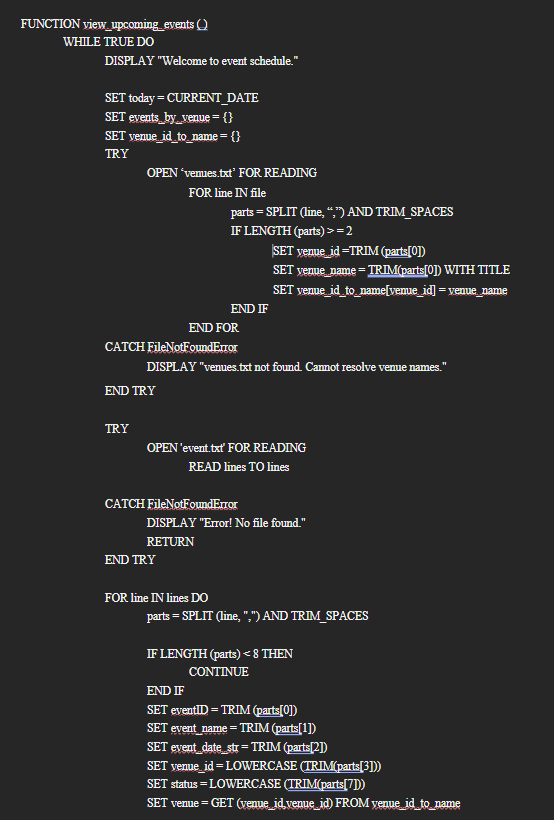 FUNCTION view_upcoming_events ( )
WHILE TRUE DO
DISPLAY "Welcome to event schedule."
SET today = CURRENT_DATE
SET events_by_venue = {}
SET venue_id_to_name = {}
TRY
OPEN ‘venues.txt’ FOR READING
FOR line IN file
parts = SPLIT (line, “,”) AND TRIM_SPACES
IF LENGTH (parts) > = 2
SET venue_id =TRIM (parts[0])
SET venue_name = TRIM(parts[0]) WITH TITLE
SET venue_id_to_name[venue_id] = venue_name
END IF
END FOR
CATCH FileNotFoundError
DISPLAY "venues.txt not found. Cannot resolve venue names."
END TRY
TRY
OPEN 'event.txt' FOR READING
READ lines TO lines
CATCH FileNotFoundError
DISPLAY "Error! No file found."
RETURN
END TRY
FOR line IN lines DO
parts = SPLIT (line, ",") AND TRIM_SPACES
IF LENGTH (parts) < 8 THEN
CONTINUE
END IF
SET eventID = TRIM (parts[0])
SET event_name = TRIM (parts[1])
SET event_date_str = TRIM (parts[2])
SET venue_id = LOWERCASE (TRIM(parts[3]))
SET status = LOWERCASE (TRIM(parts[7]))
SET venue = GET (venue_id,venue_id) FROM venue_id_to_name